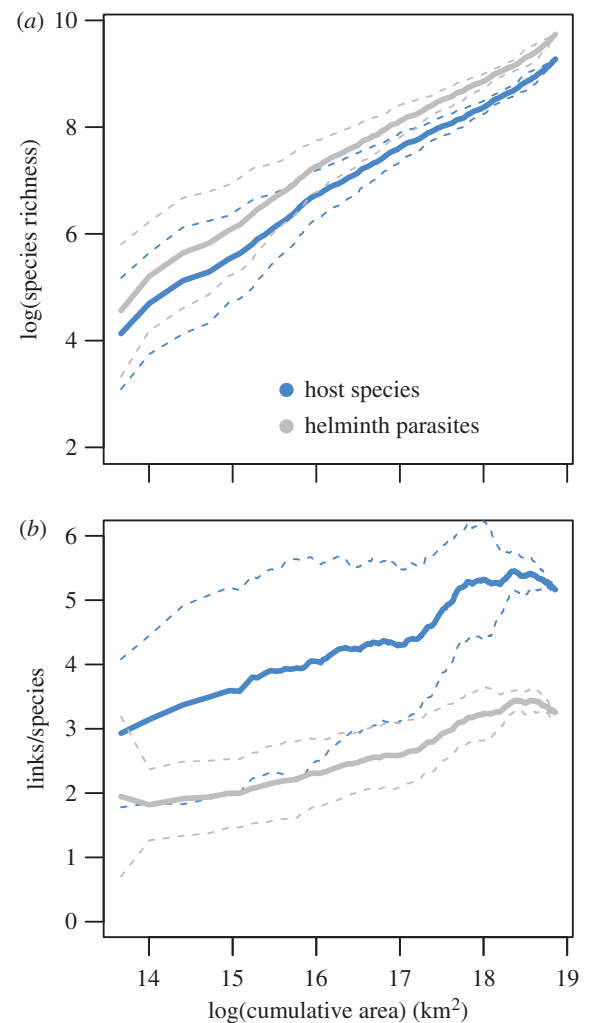 (a)
10
8
6
4
2
log(species richness)
host species
helminth parasites
(b)
6
5
4
3
2
1
0
links/species
14 15 16 17 18 19
log(cumulative area) (km²)